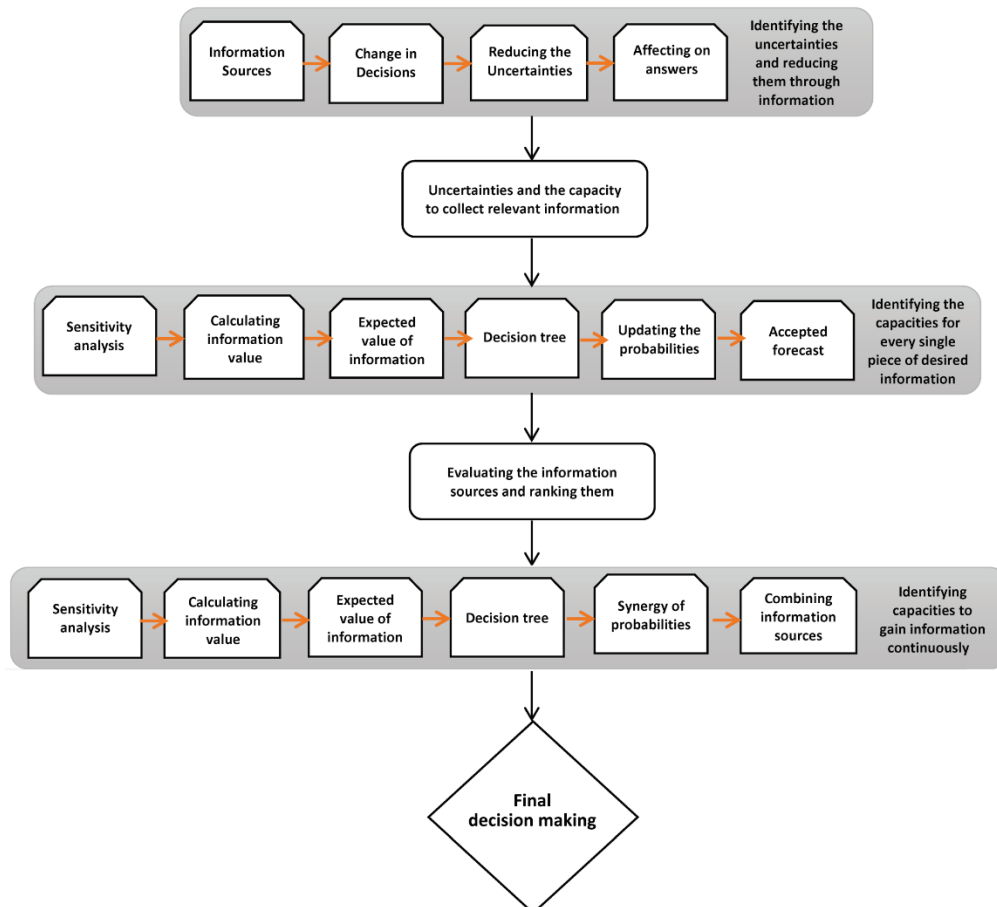 Information
Sources
Change in
Decisions
Reducing the
Uncertainties
Affecting on
answers
Identifying the
uncertainties
and reducing
them through
information
Uncertainties and the capacity
to collect relevant information
Sensitivity
analysis
Calculating
information
value
Expected
value of
information
Decision tree
Updating the
probabilities
Accepted
forecast
Identifying the
capacities for
every single
piece of desired
information
Evaluating the information
sources and ranking them
Sensitivity
analysis
Calculating
information
value
Expected
value of
information
Decision tree
Synergy of
probabilities
Combining
information
sources
Identifying
capacities to
gain information
continuously
Final
decision making